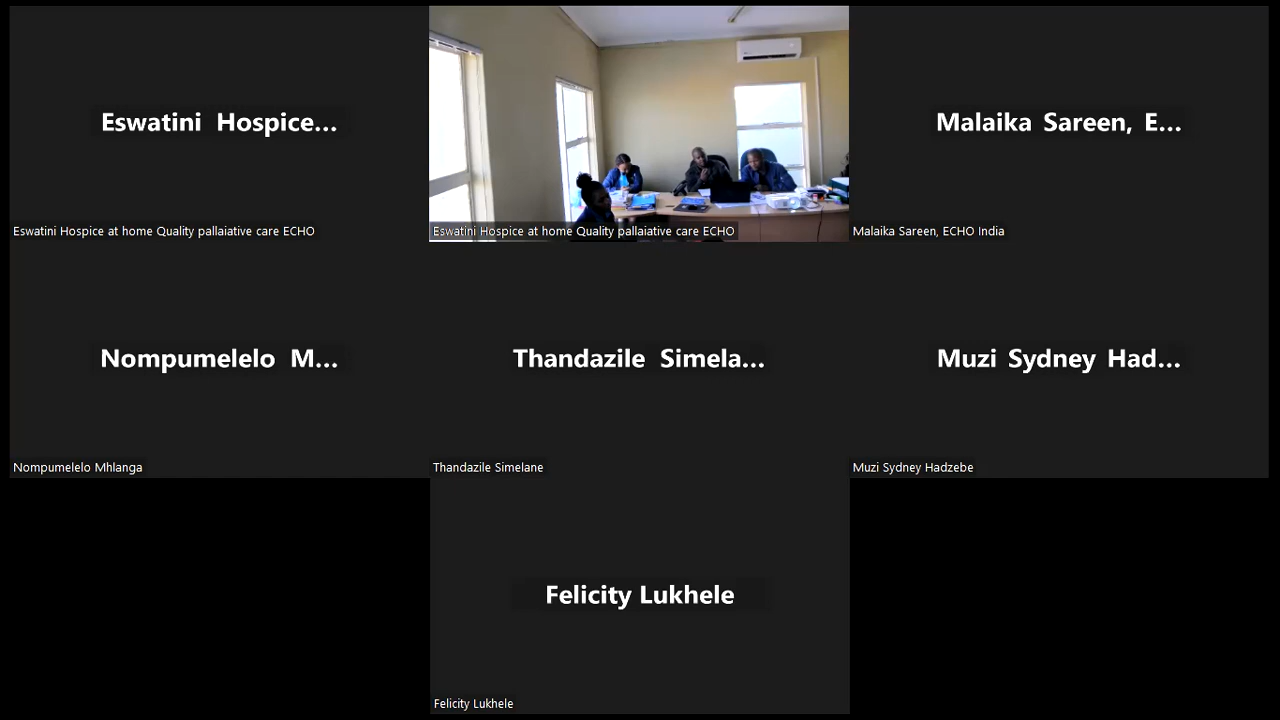 Eswatini Hospice...
Malaika Sareen, E...
Eswatini Hospice at home Quality pallaiative care ECHO
Eswatini Hospice at home Quality pallaiative care ECHO
Malaika Sareen, ECHO India
Nompumelelo M...
Thandazile Simela...
Muzi Sydney Had...
Nompumelelo Mhlanga
Thandazile Simelane
Muzi Sydney Hadzebe
Felicity Lukhele
Felicity Lukhele